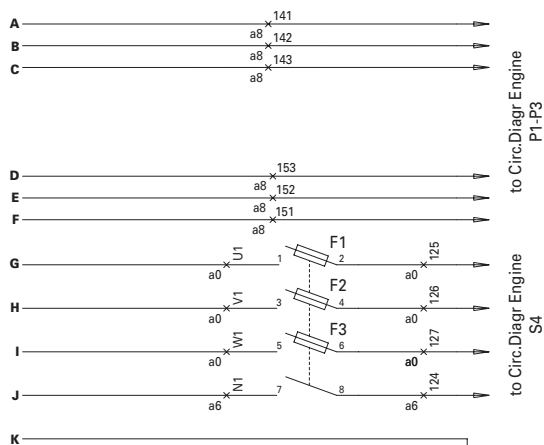 A 141
a8
B 142
a8
C 143
a8
to Circ.Diagr Engine
P1-P3
D 153
a8
E 152
a8
F 151
a8
F1
G U1 1 2 125
a0 a0
F2
H V1 3 4 126
a0 a0
F3
I W1 5 6 127
a0 a0
J N1 7 8 124
a6 a6
to Circ.Diagr Engine
S4
K